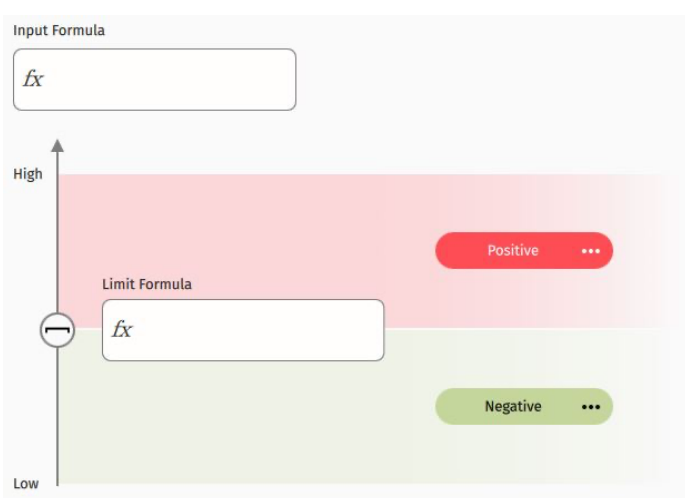 Input Formula
fx
High
Positive •••
Limit Formula
fx
Negative •••
Low